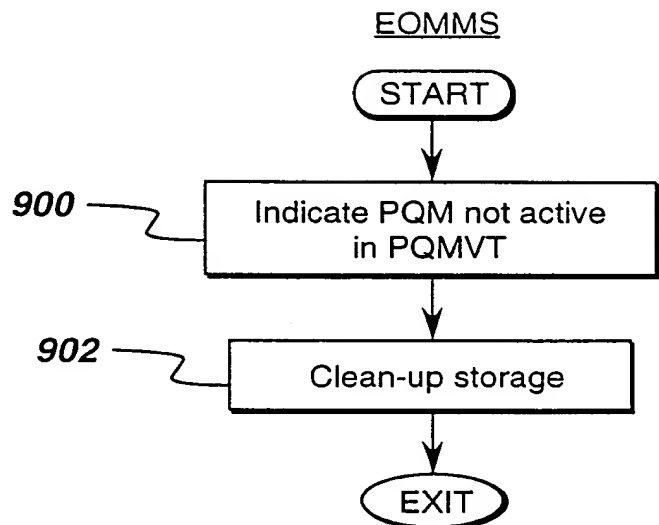 EOMMS
START
900
Indicate PQM not active
in PQMVT
902
Clean-up storage
EXIT